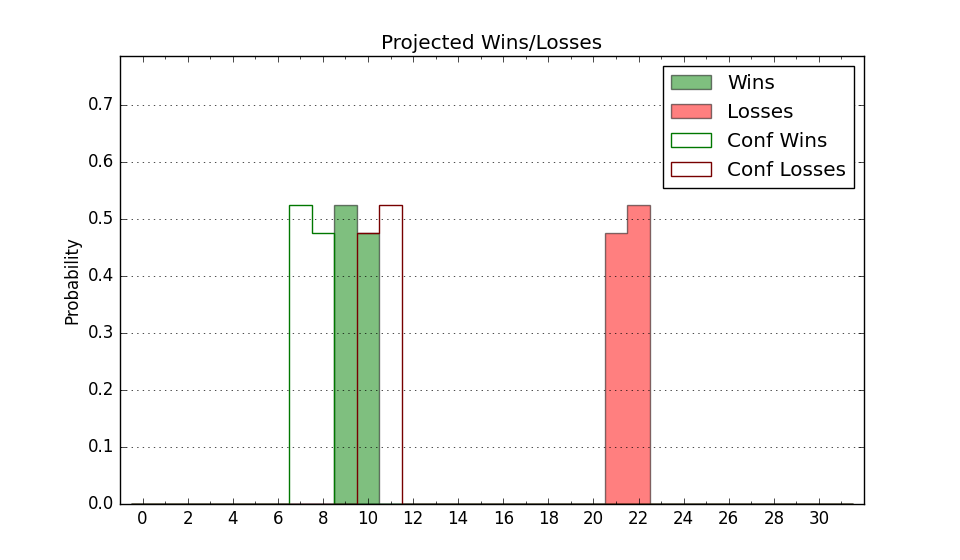 Projected Wins/Losses
Wins
Losses
Conf Wins
Conf Losses
Probability
0.7
0.6
0.5
0.4
0.3
0.2
0.1
0.0
0 2 4 6 8 10 12 14 16 18 20 22 24 26 28 30